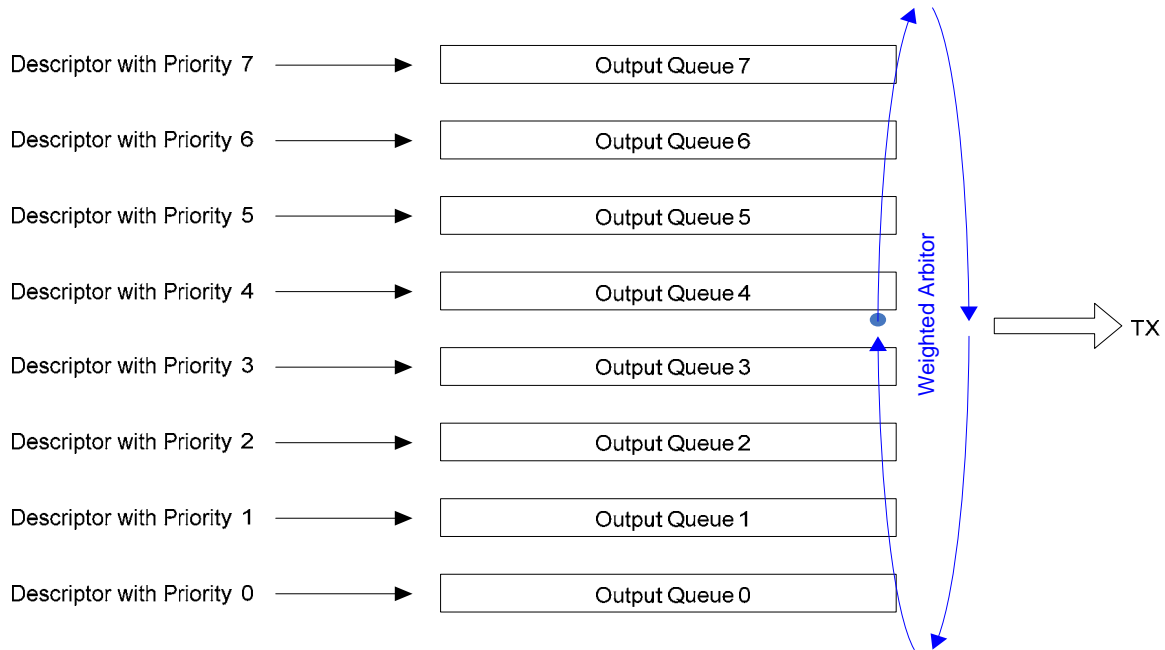 Descriptor with Priority 7
Output Queue 7
Descriptor with Priority 6
Output Queue 6
Descriptor with Priority 5
Output Queue 5
Descriptor with Priority 4
Output Queue 4
Weighted Arbitor
TX
Descriptor with Priority 3
Output Queue 3
Descriptor with Priority 2
Output Queue 2
Descriptor with Priority 1
Output Queue 1
Descriptor with Priority 0
Output Queue 0